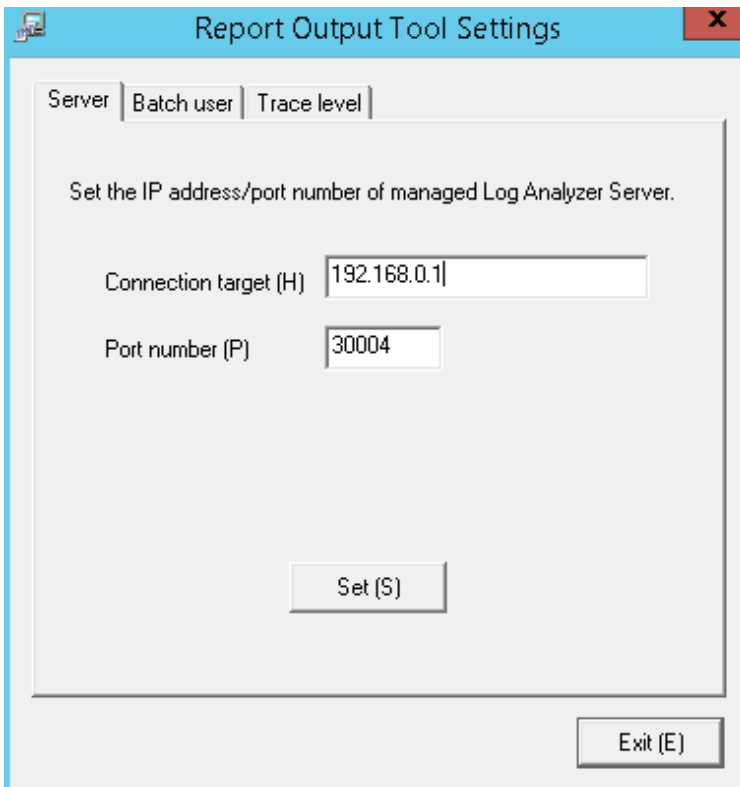 Report Output Tool Settings
x
Server Batch user Trace level
Set the IP address/port number of managed Log Analyzer Server.
Connection target (H) 192.168.0.1
Port number (P) 30004
Set (S)
Exit (E)